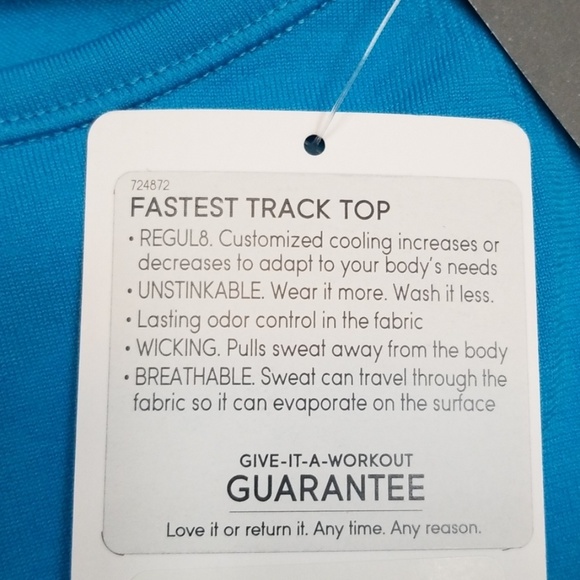 724872
FASTEST TRACK TOP
• REGUL8. Customized cooling increases or
decreases to adapt to your body's needs
• UNSTINKABLE. Wear it more. Wash it less.
• Lasting odor control in the fabric
• WICKING. Pulls sweat away from the body
• BREATHABLE. Sweat can travel through the
fabric so it can evaporate on the surface
GIVE-IT-A-WORKOUT
GUARANTEE
Love it or return it. Any time. Any reason.